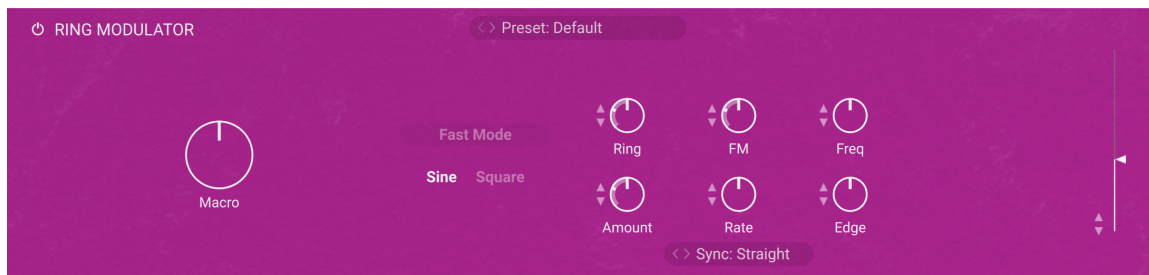 RING MODULATOR
Preset: Default
Fast Mode
Sine Square
Macro
Ring FM Freq
Amount Rate Edge
Sync: Straight